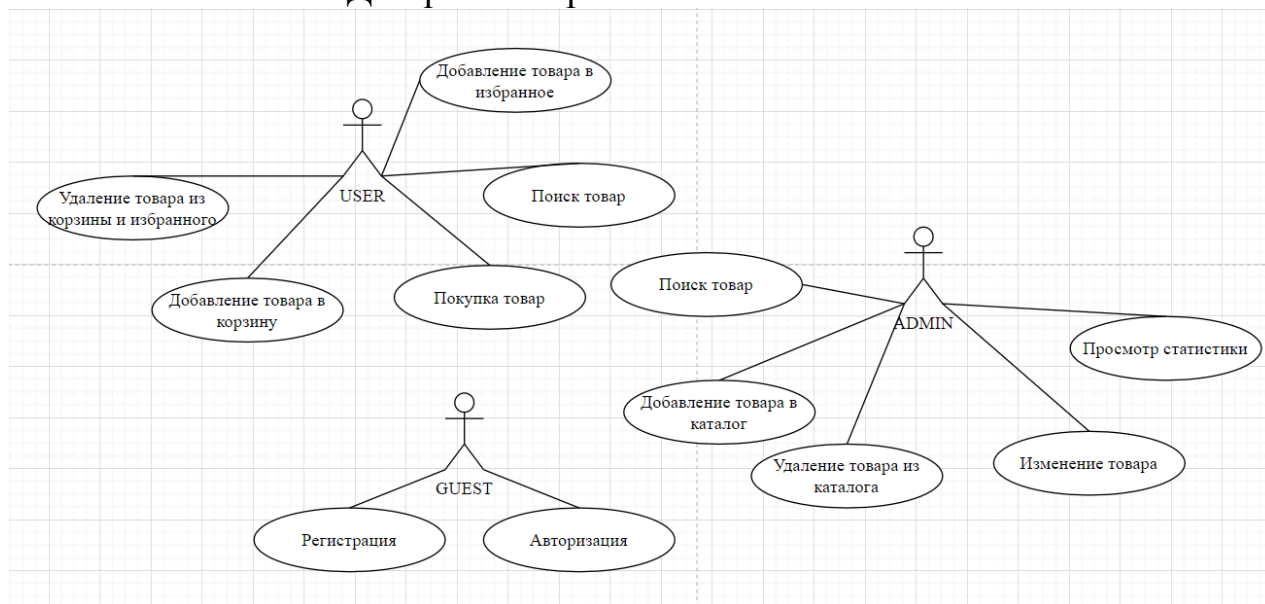 Добавление товара в
избранное
Удаление товара из
корзины и избранного
USER
Поиск товар
Добавление товара в
корзину
Покупка товар
Поиск товар
ADMIN
Просмотр статистики
Добавление товара в
каталог
Удаление товара из
каталога
Изменение товара
GUEST
Регистрация
Авторизация